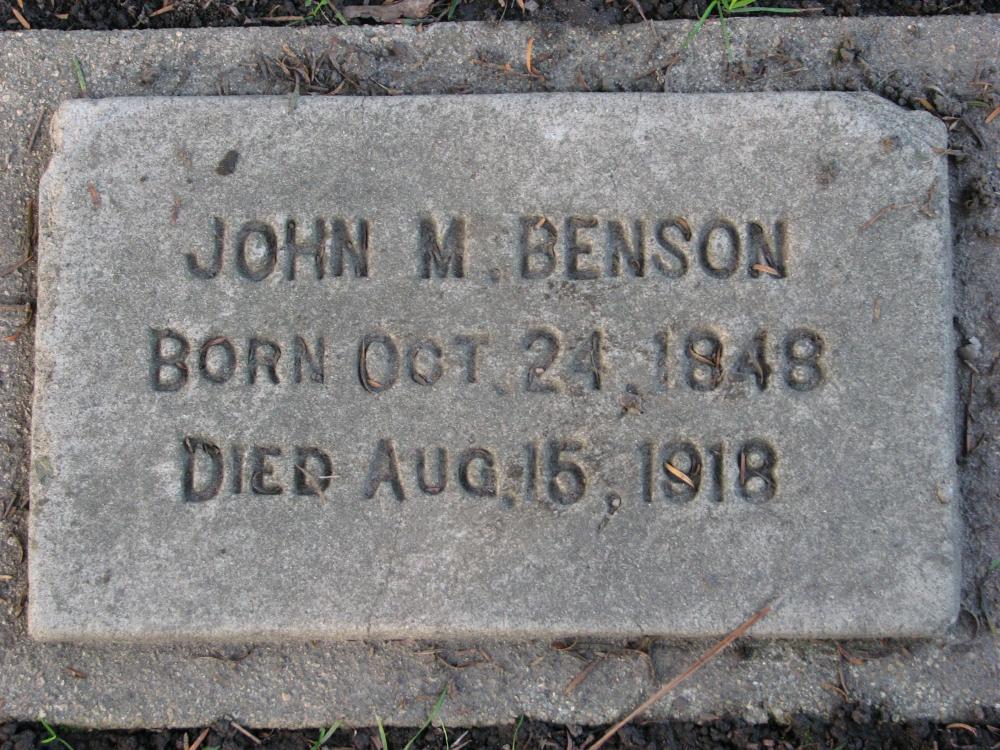 JOHN M. BENSON
BORN OCT. 24, 1848
DIED AUG. 15, 1918